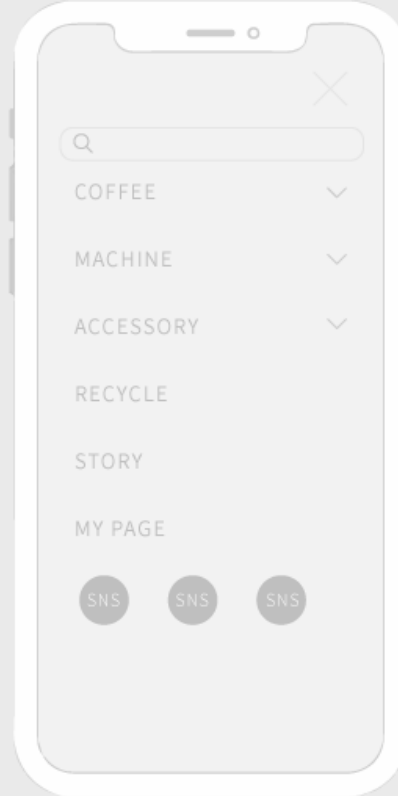 COFFEE
MACHINE
ACCESSORY
RECYCLE
STORY
MY PAGE
SNS SNS SNS